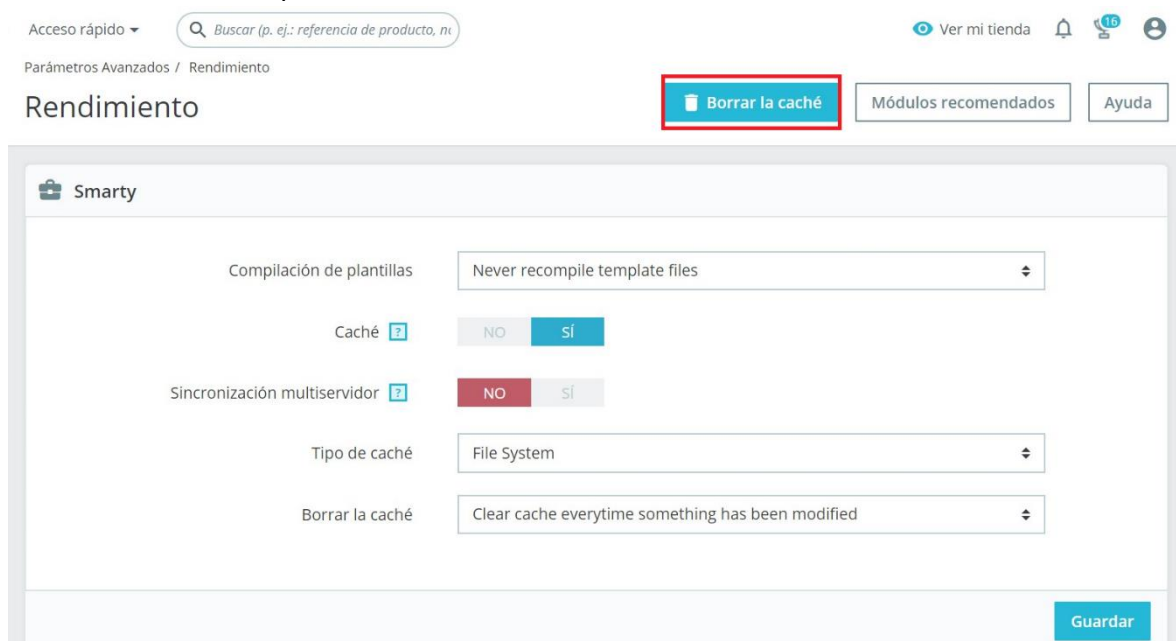 Acceso rápido
Buscar (p. ej.: referencia de producto, n
Ver mi tienda
16
Parámetros Avanzados / Rendimiento
Rendimiento
Borrar la caché
Módulos recomendados
Ayuda
Smarty
Compilación de plantillas
Never recompile template files
Caché ?
NO SÍ
Sincronización multiservidor ?
NO SÍ
Tipo de caché
File System
Borrar la caché
Clear cache everytime something has been modified
Guardar